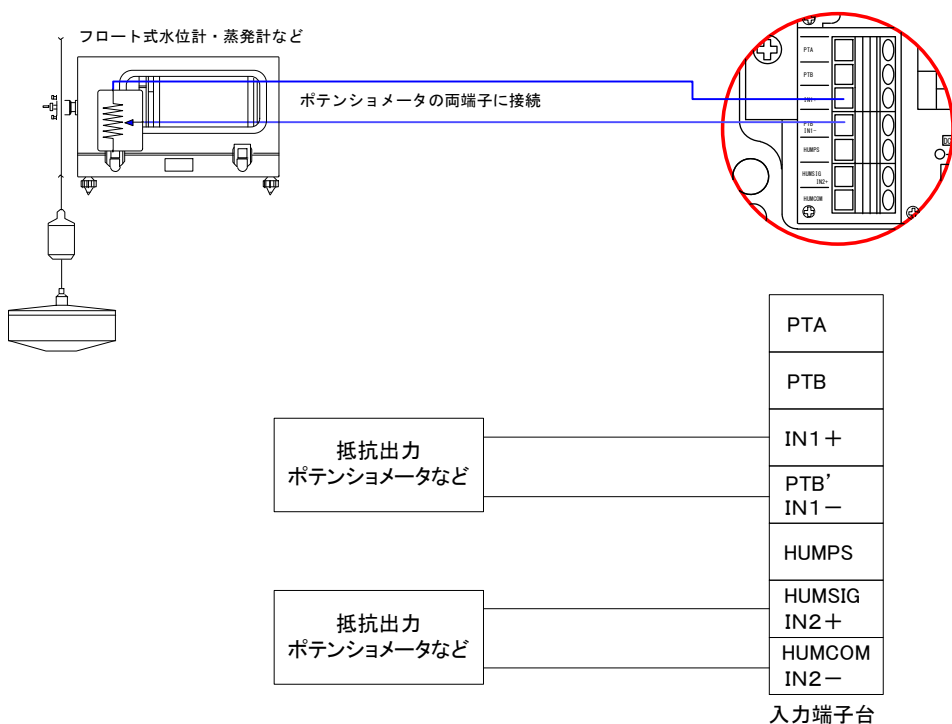 フロート式水位計・蒸発計など
ポテンショメータの両端子に接続
PTA
PTB
IN1+
PTB
IN1-
HUMPS
HUMSIG
IN2+
HUMCOM
PTA
PTB
IN1＋
PTB’
IN1－
HUMPS
HUMSIG
IN2＋
HUMCOM
IN2－
抵抗出力
ポテンショメータなど
抵抗出力
ポテンショメータなど
入力端子台